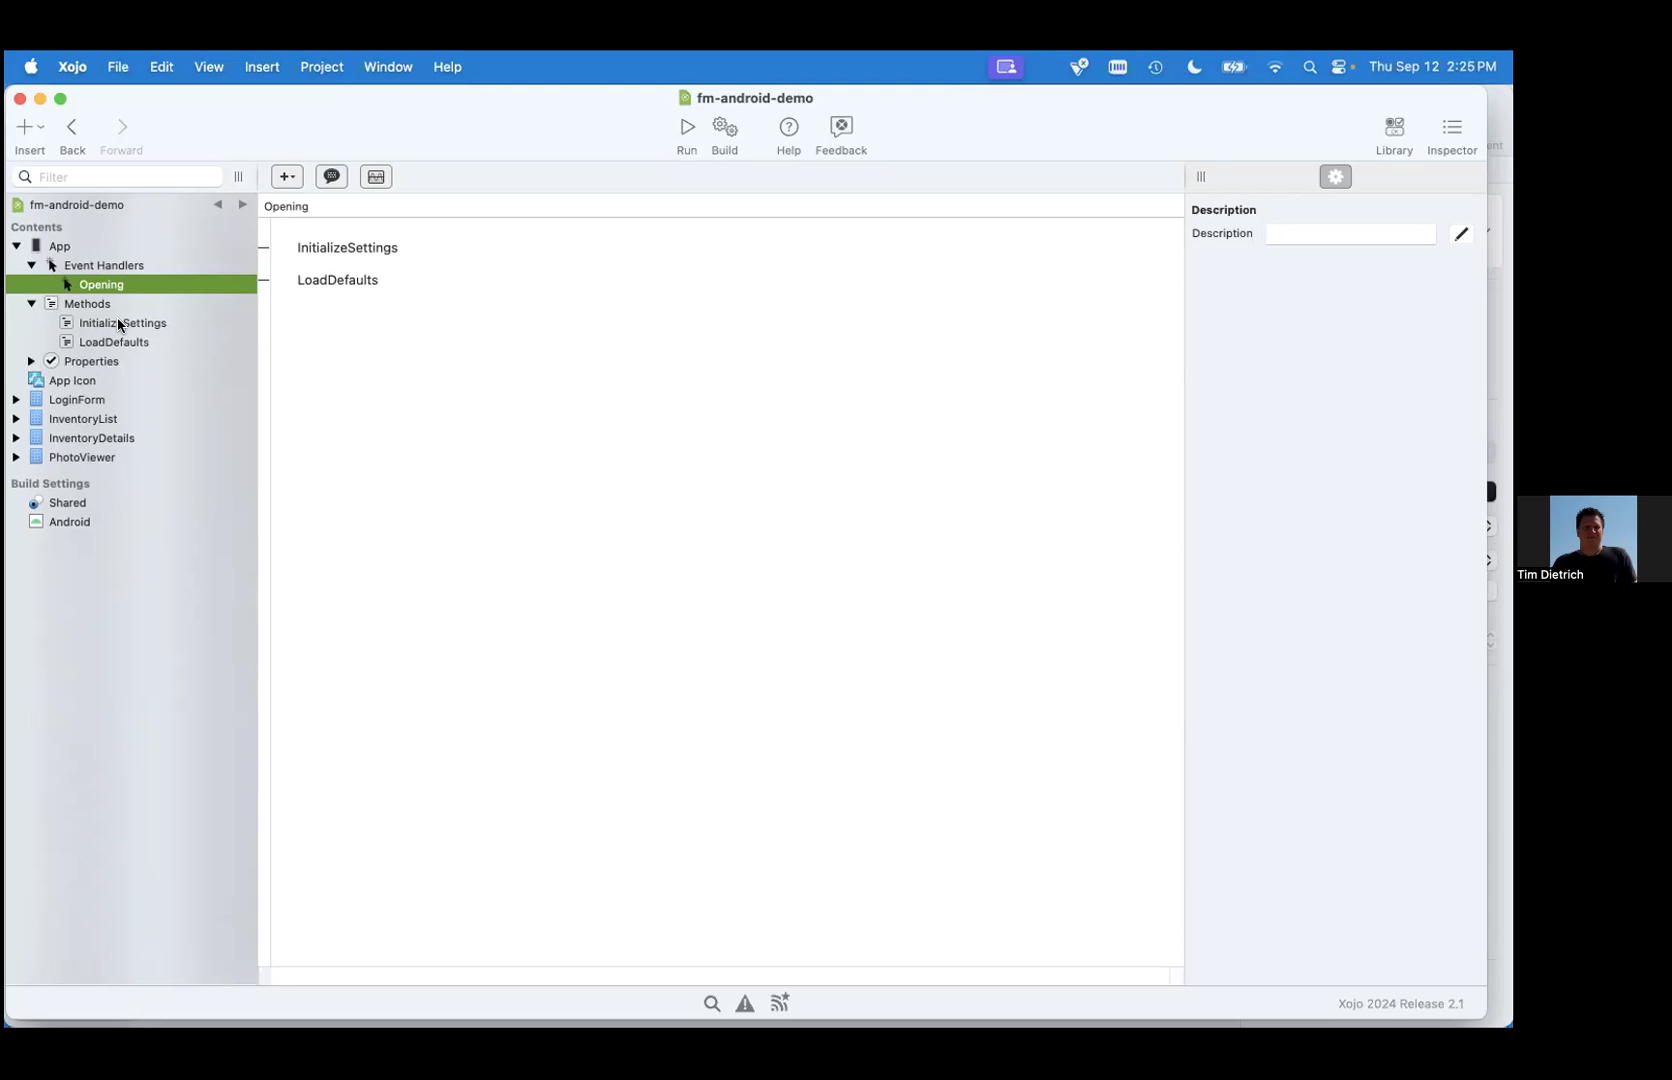 Xojo File Edit View Insert Project Window Help Thu Sep 12 2:25 PM
fm-android-demo
Insert Back Forward Run Build Help Feedback Library Inspector
Filter
fm-android-demo
Contents
App
Event Handlers
Opening
Methods
InitializeSettings
LoadDefaults
Properties
App Icon
LoginForm
InventoryList
InventoryDetails
PhotoViewer
Build Settings
Shared
Android
Opening
InitializeSettings
LoadDefaults
Description
Description
Tim Dietrich
Xojo 2024 Release 2.1